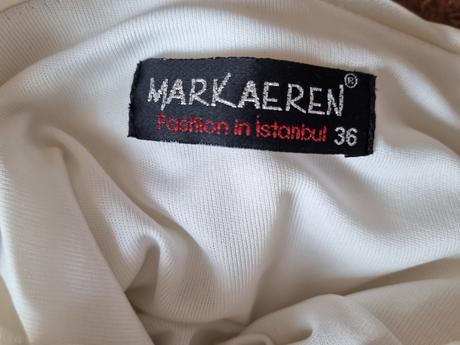 MARKAEREN®
Fashion in istanbul 36